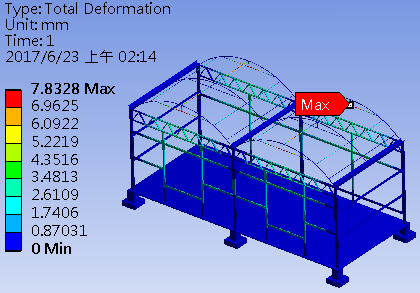 Type: Total Deformation
Unit: mm
Time: 1
2017/6/23 上午 02:14
7.8328 Max
6.9625
6.0922
5.2219
4.3516
3.4813
2.6109
1.7406
0.87031
0 Min
Max